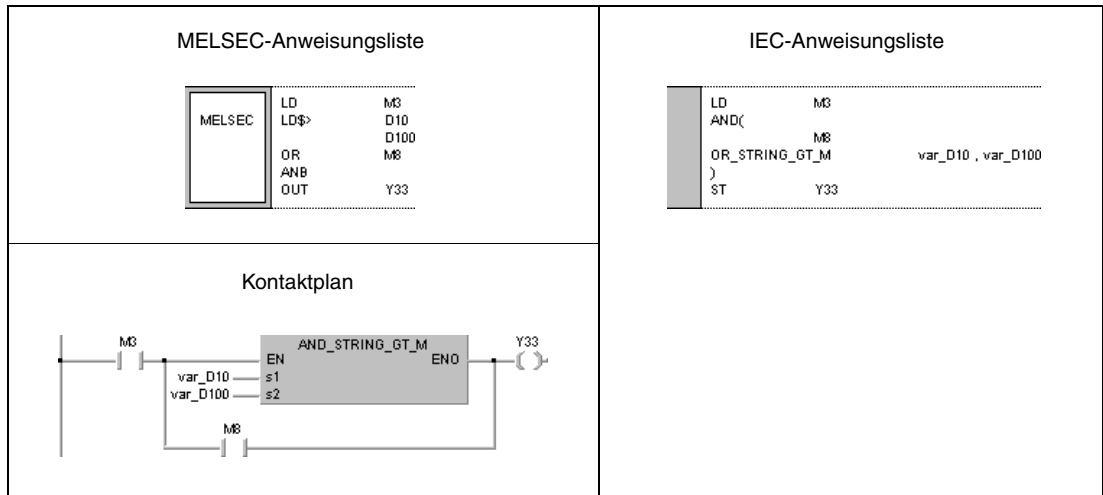 MELSEC-Anweisungsliste
MELSEC
LD M3
LD$> D10
D100
OR M8
ANB
OUT Y33
IEC-Anweisungsliste
LD M3
AND(
M8
OR_STRING_GT_M var_D10 , var_D100
)
ST Y33
Kontaktplan
M3
AND_STRING_GT_M
Y33
EN ENO
var_D10 s1
var_D100 s2
M8